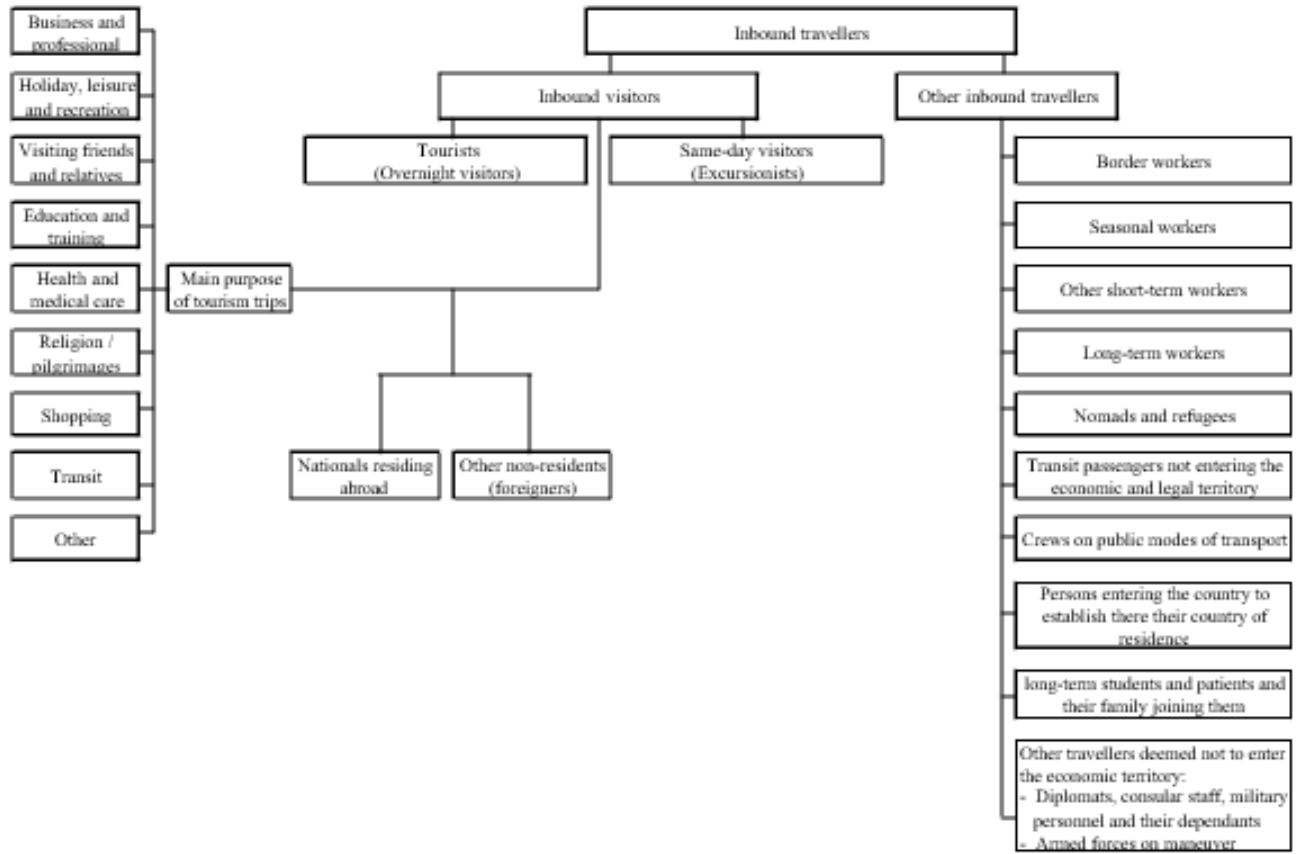 Inbound travellers
Inbound visitors
Other inbound travellers
Tourists
(Overnight visitors)
Same-day visitors
(Excursionists)
Business and
professional
Holiday, leisure
and recreation
Visiting friends
and relatives
Education and
training
Health and
medical care
Religion /
pilgrimages
Shopping
Transit
Other
Main purpose
of tourism trips
Nationals residing
abroad
Other non-residents
(foreigners)
Border workers
Seasonal workers
Other short-term workers
Long-term workers
Nomads and refugees
Transit passengers not entering the
economic and legal territory
Crews on public modes of transport
Persons entering the country to
establish there their country of
residence
long-term students and patients and
their family joining them
Other travellers deemed not to enter
the economic territory:
- Diplomats, consular staff, military
personnel and their dependants
- Armed forces on maneuver